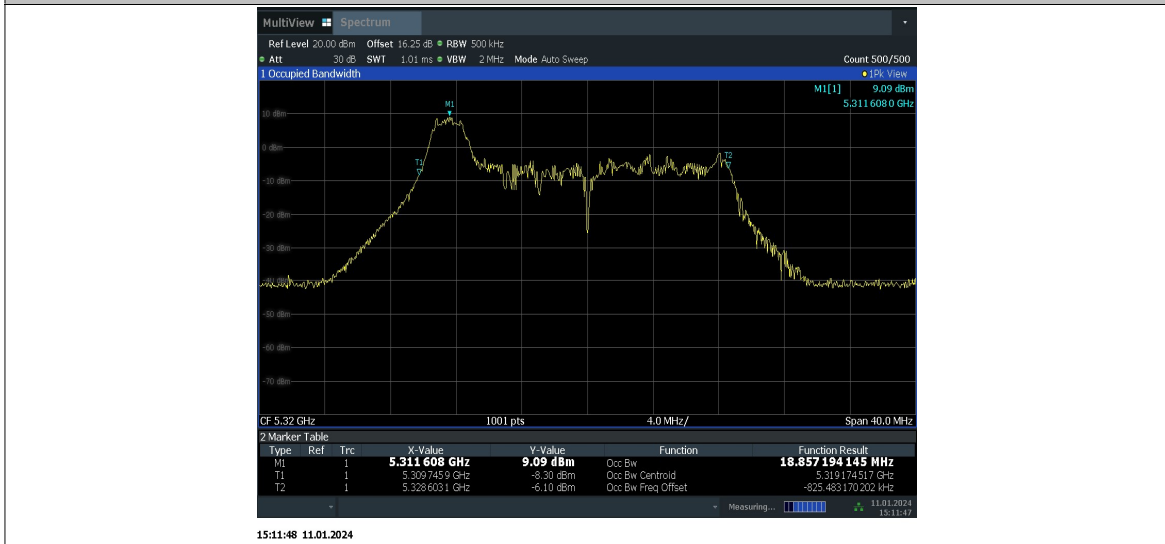 MultiView Spectrum
Ref Level 20.00 dBm Offset 16.25 dB RBW 500 kHz
Att 30 dB SWT 1.01 ms VBW 2 MHz Mode Auto Sweep Count 500/500
1 Occupied Bandwidth 1Pk View
M1[1] 9.09 dBm
5.311 608 0 GHz
M1
10 dBm
0 dBm
T1
T2
-10 dBm
-20 dBm
-30 dBm
-40 dBm
-50 dBm
-60 dBm
-70 dBm
CF 5.32 GHz 1001 pts 4.0 MHz/ Span 40.0 MHz
2 Marker Table
Type Ref Trc X-Value Y-Value Function Function Result
M1 1 5.311 608 GHz 9.09 dBm Occ Bw 18.857 194 145 MHz
T1 1 5.309 745 9 GHz -8.30 dBm Occ Bw Centroid 5.319 174 517 GHz
T2 1 5.328 603 1 GHz -6.10 dBm Occ Bw Freq Offset -825.483 170 202 kHz
Measuring... 11.01.2024
15:11:47
15:11:48 11.01.2024